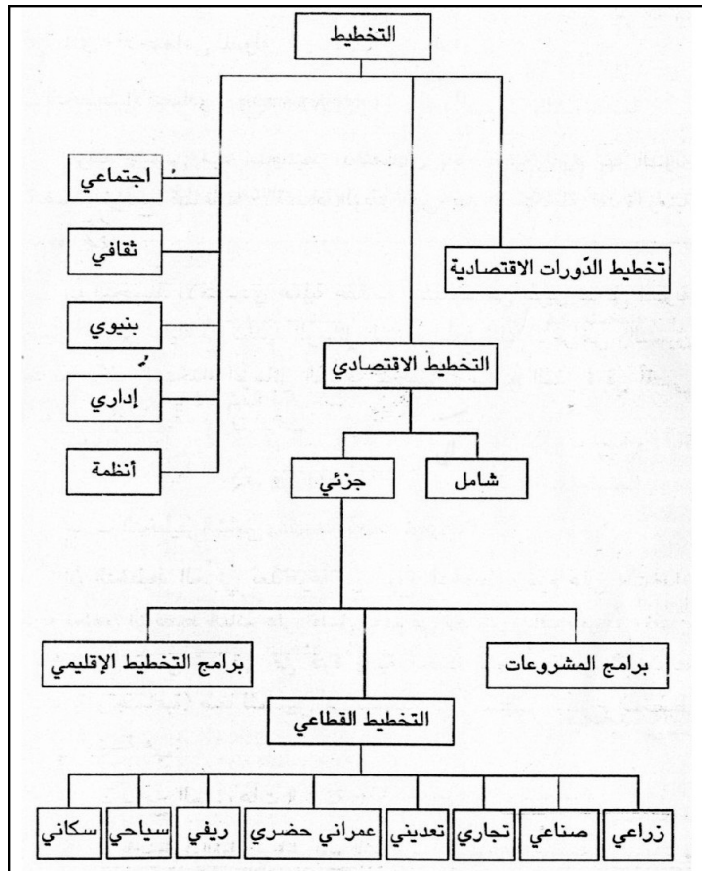 التخطيط
اجتماعي
ثقافي
بنيوي
إداري
أنظمة
تخطيط الدّورات الاقتصادية
التخطيط الاقتصادي
شامل
جزئي
برامج المشروعات
برامج التخطيط الإقليمي
التخطيط القطاعي
زراعي
صناعي
تجاري
تعديني
عمراني حضري
ريفي
سياحي
سكاني